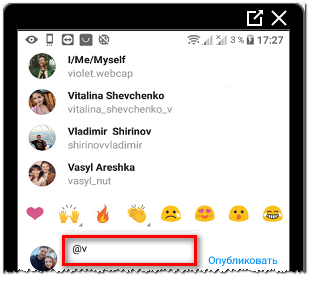 3 % 17:27
I/Me/Myself
violet.webcap
Vitalina Shevchenko
vitalina_shevchenko_v
Vladimir Shirinov
shirinovvladimir
Vasyl Areshka
vasyl_nut
@v
Опубликовать